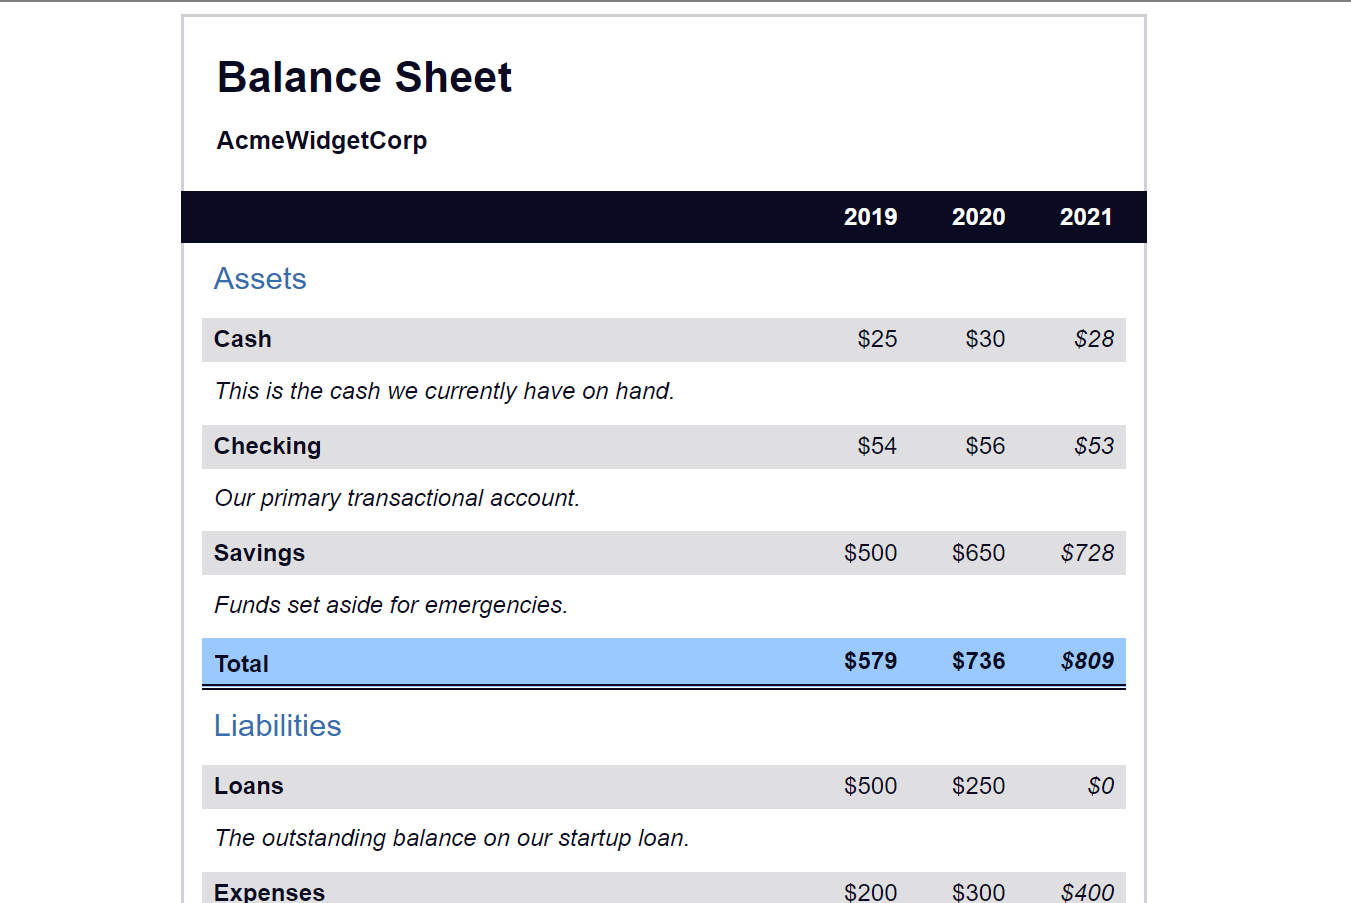 Balance Sheet
AcmeWidgetCorp
2019 2020 2021
Assets
Cash $25 $30 $28
This is the cash we currently have on hand.
Checking $54 $56 $53
Our primary transactional account.
Savings $500 $650 $728
Funds set aside for emergencies.
Total $579 $736 $809
Liabilities
Loans $500 $250 $0
The outstanding balance on our startup loan.
Expenses $200 $300 $400